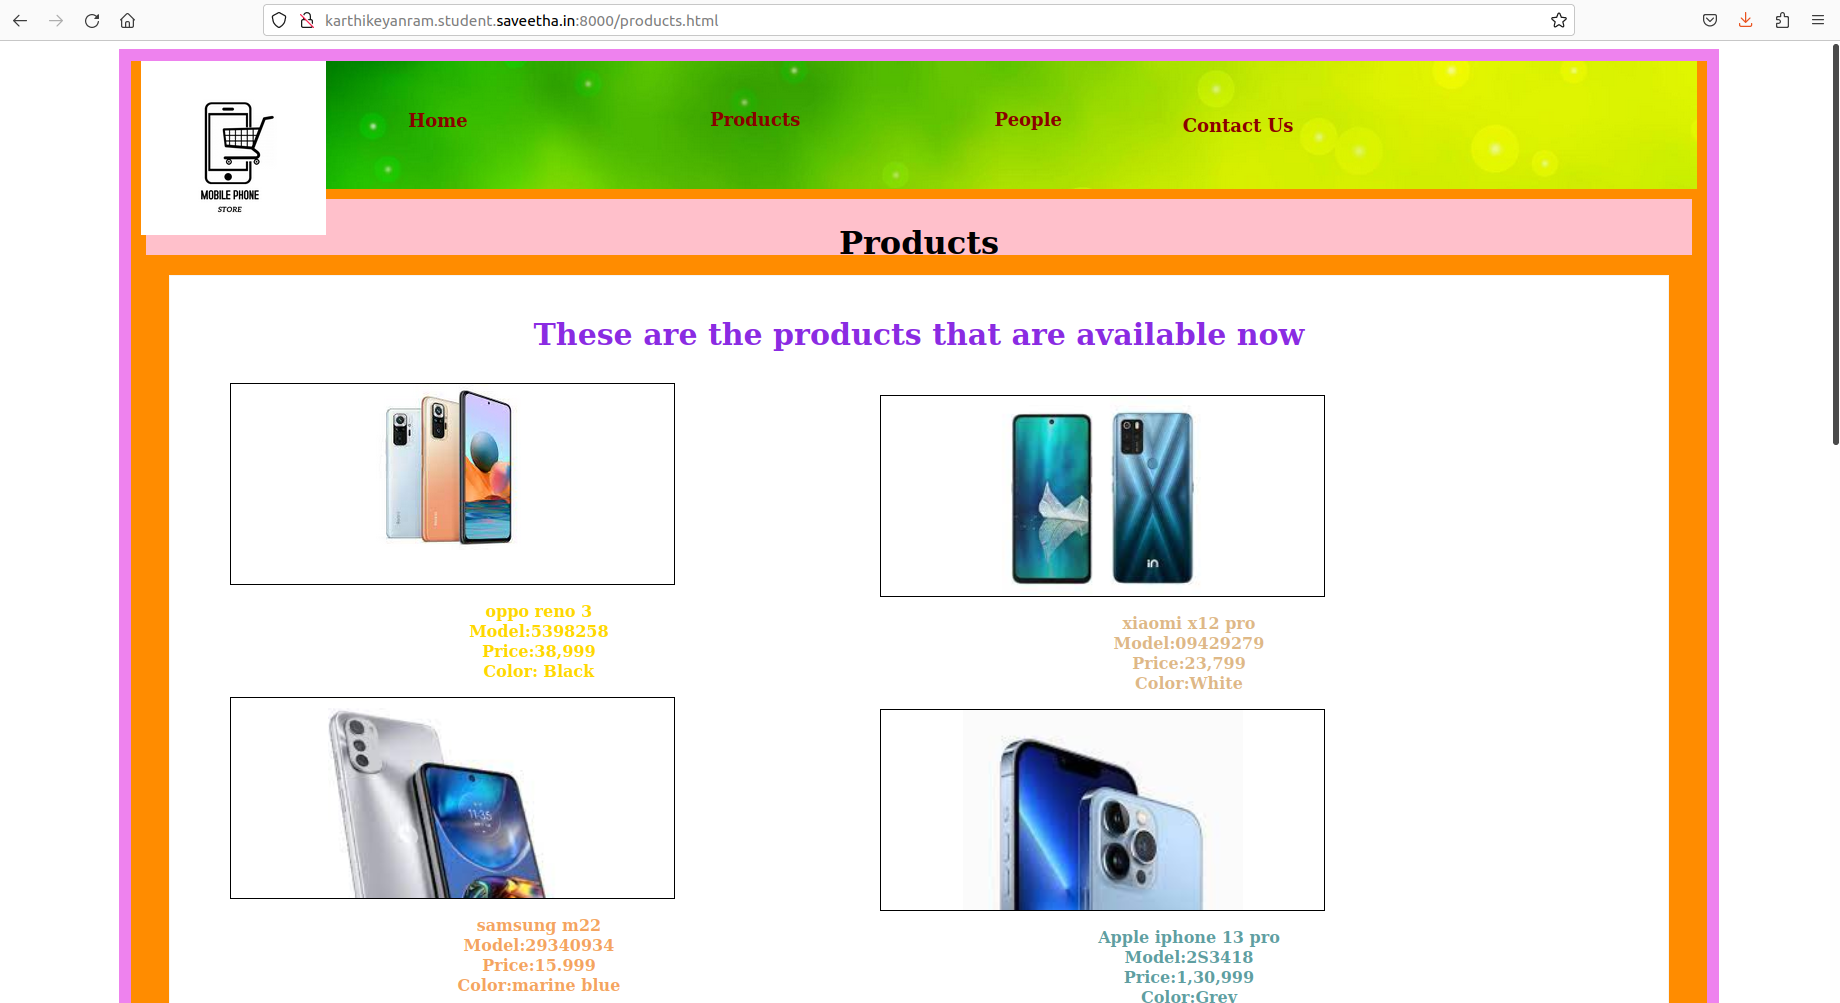 karthikeyanram.student.saveetha.in:8000/products.html
MOBILE PHONE
STORE
Home
Products
People
Contact Us
Products
These are the products that are available now
oppo reno 3
Model:5398258
Price:38,999
Color: Black
in
xiaomi x12 pro
Model:09429279
Price:23,799
Color:White
11:35
samsung m22
Model:29340934
Price:15.999
Color:marine blue
Apple iphone 13 pro
Model:2S3418
Price:1,30,999
Color:Grey